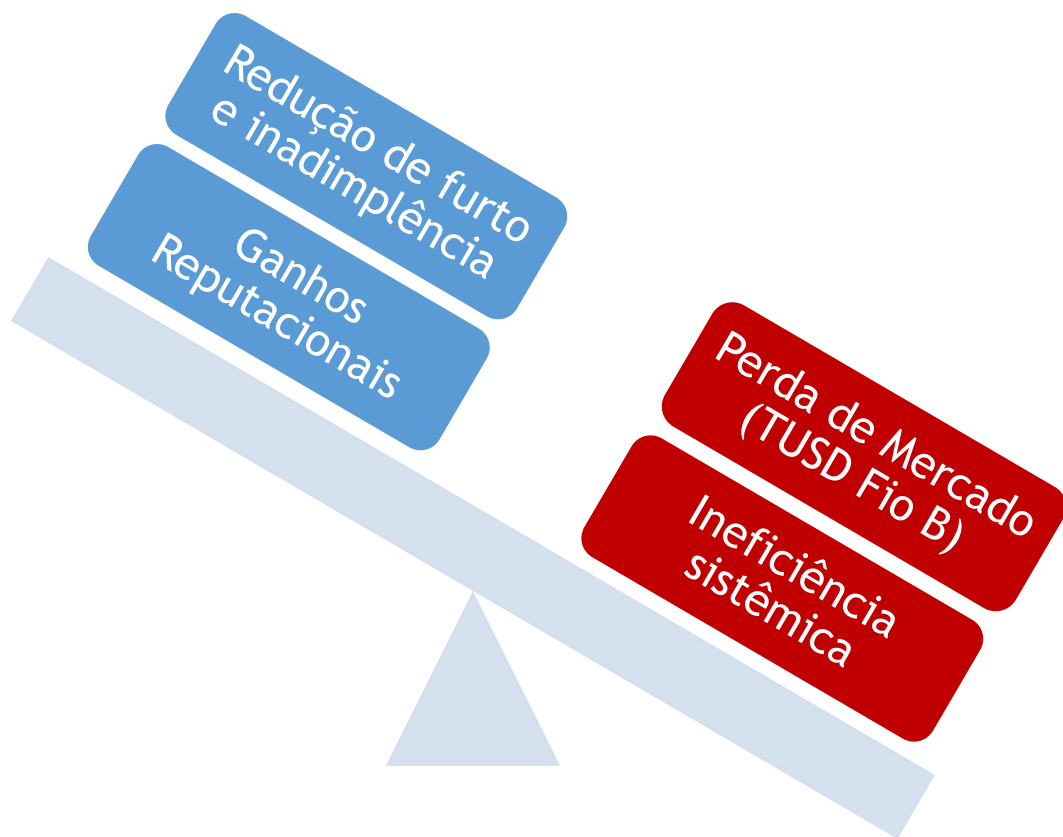 Redução de furto
e inadimplência
Ganhos
Reputacionais
Perda de Mercado
(TUSD Fio B)
Ineficiência
sistêmica